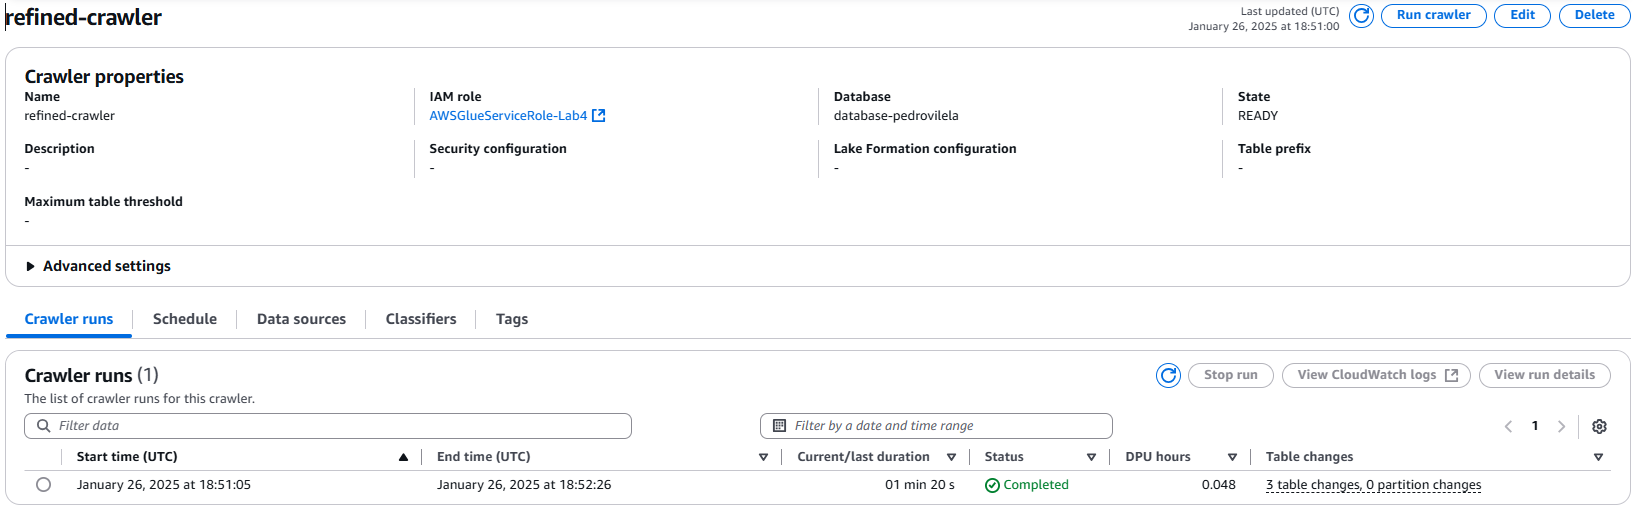 refined-crawler
Last updated (UTC)
January 26, 2025 at 18:51:00
Run crawler
Edit
Delete
Crawler properties
Name
refined-crawler
IAM role
AWSGlueServiceRole-Lab4
Database
database-pedrovilela
State
READY
Description
-
Security configuration
-
Lake Formation configuration
-
Table prefix
-
Maximum table threshold
-
Advanced settings
Crawler runs
Schedule
Data sources
Classifiers
Tags
Crawler runs (1)
The list of crawler runs for this crawler.
Stop run
View CloudWatch logs
View run details
Filter data
Filter by a date and time range
1
Start time (UTC)
End time (UTC)
Current/last duration
Status
DPU hours
Table changes
January 26, 2025 at 18:51:05
January 26, 2025 at 18:52:26
01 min 20 s
Completed
0.048
3 table changes, 0 partition changes